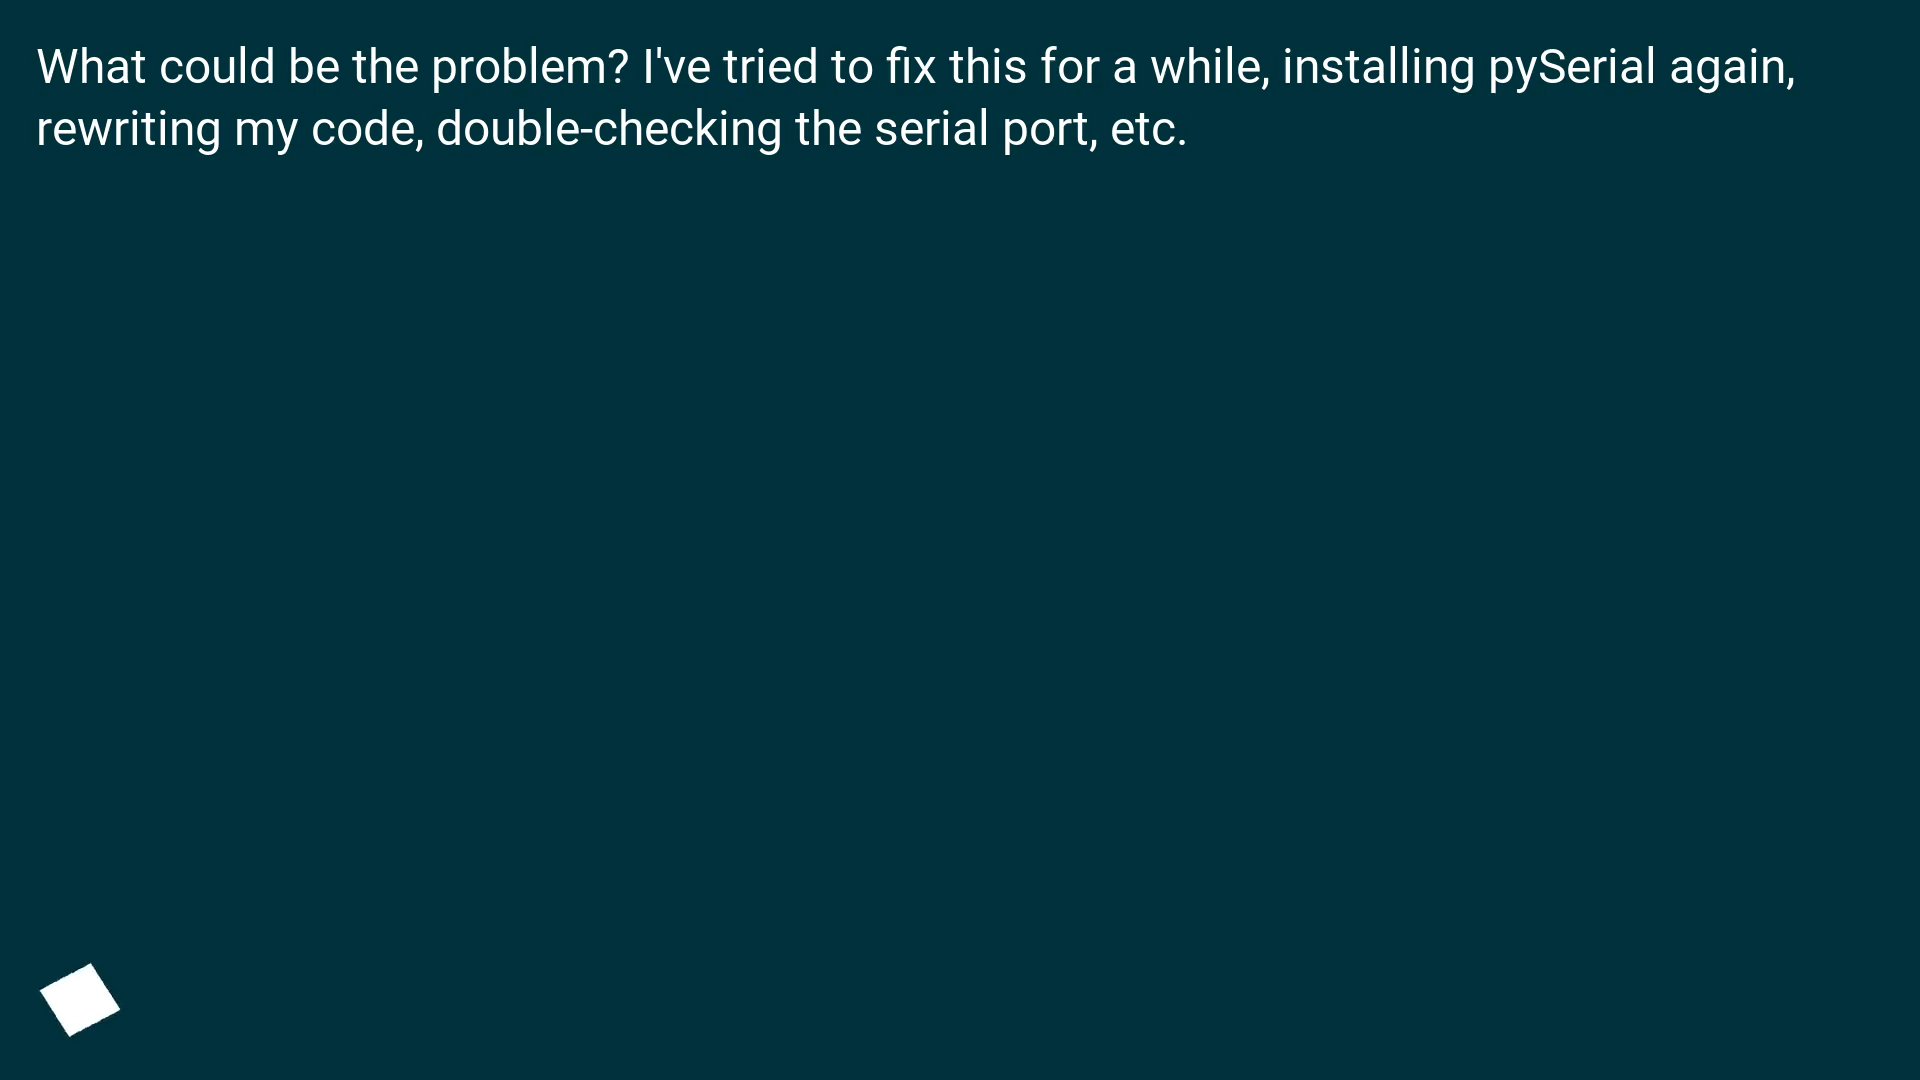 What could be the problem? I've tried to fix this for a while, installing pySerial again,
rewriting my code, double-checking the serial port, etc.